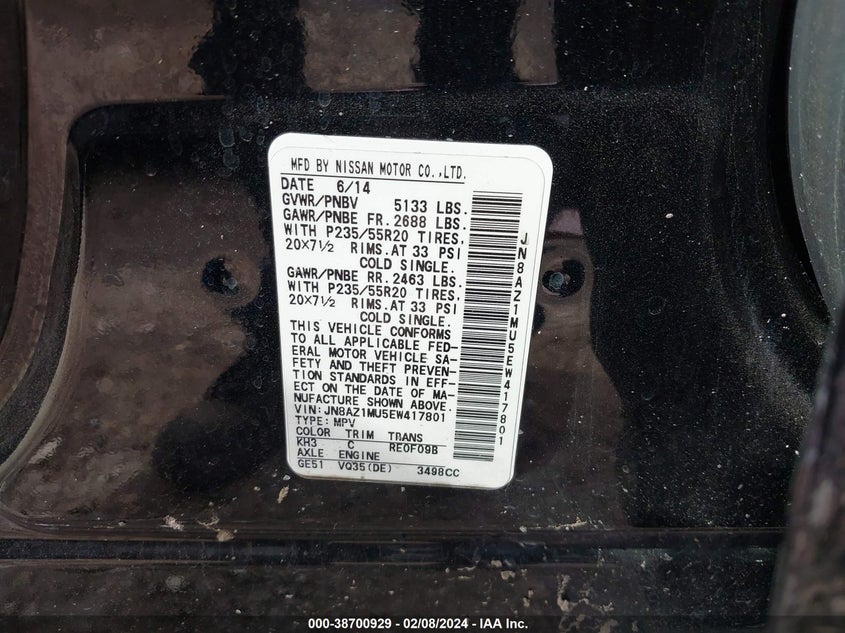 MFD BY NISSAN MOTOR CO.,LTD.
DATE 6/14
GVWR/PNBV 5133 LBS.
GAWR/PNBE FR. 2688 LBS.
WITH P235/55R20 TIRES,
20X7½ RIMS. AT 33 PSI
COLD SINGLE.
GAWR/PNBE RR. 2463 LBS.
WITH P235/55R20 TIRES,
20X7½ RIMS. AT 33 PSI
COLD SINGLE.
THIS VEHICLE CONFORMS
TO ALL APPLICABLE FED-
ERAL MOTOR VEHICLE SA-
FETY AND THEFT PREVEN-
TION STANDARDS IN EFF-
ECT ON THE DATE OF MA-
NUFACTURE SHOWN ABOVE.
VIN: JN8AZ1MU5EW417801
TYPE: MPV
COLOR TRIM TRANS
KH3 C RE0F09B
AXLE ENGINE
GE51 VQ35(DE) 3498CC
JN8AZ1MU5EW417801
000-38700929 - 02/08/2024 - IAA Inc.